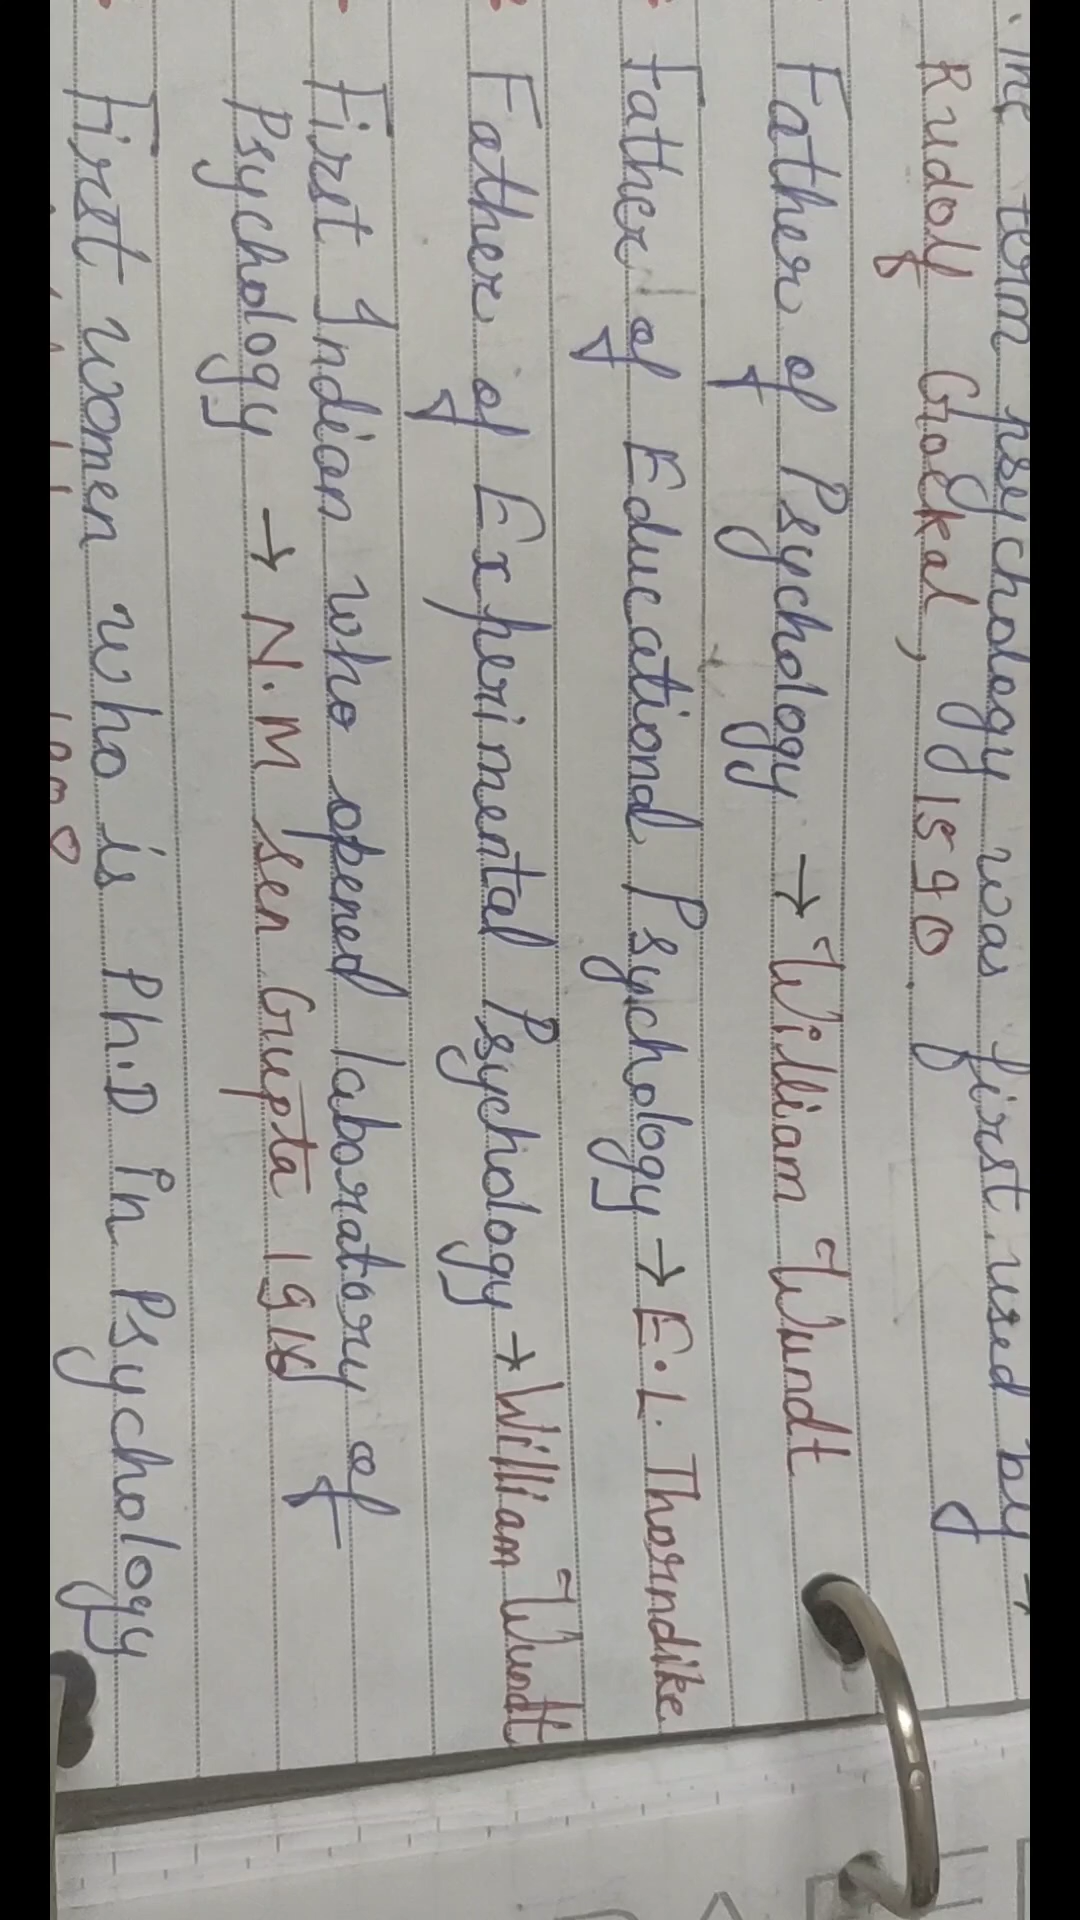 The term psychology was first used by →
Rudolf Goekal, 1590.
Father of Psychology → William Wundt
Father of Educational Psychology → E.L. Thorndike
Father of Experimental Psychology → William Wundt
First Indian who opened laboratory of
Psychology → N.M sen Gupta 1916
First women who is Ph.D in Psychology